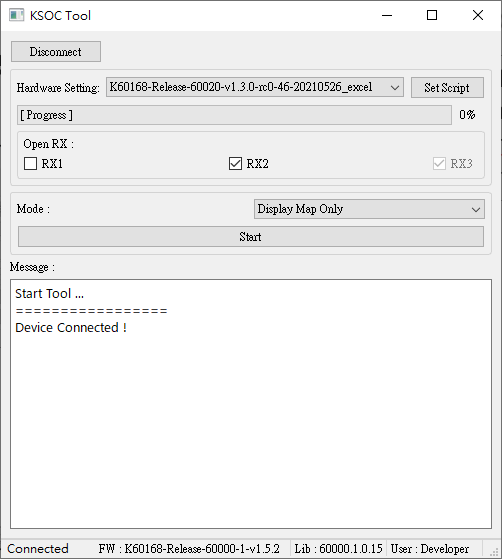 KSOC Tool
Disconnect
Hardware Setting: K60168-Release-60020-v1.3.0-rc0-46-20210526_excel Set Script
[ Progress ] 0%
Open RX :
RX1 RX2 RX3
Mode : Display Map Only
Start
Message :
Start Tool ...
=================
Device Connected !
Connected FW : K60168-Release-60000-1-v1.5.2 Lib : 60000.1.0.15 User : Developer